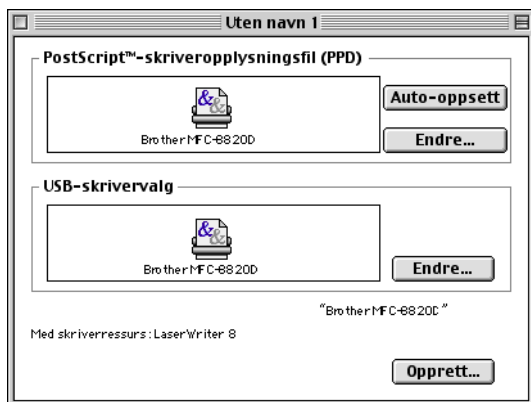 Uten navn 1
PostScript™-skriveropplysningsfil (PPD)
Auto-oppsett
Brother MFC-8820D
Endre...
USB-skrivervalg
Brother MFC-8820D
Endre...
"Brother MFC-8820D"
Med skriverressurs: LaserWriter 8
Opprett...